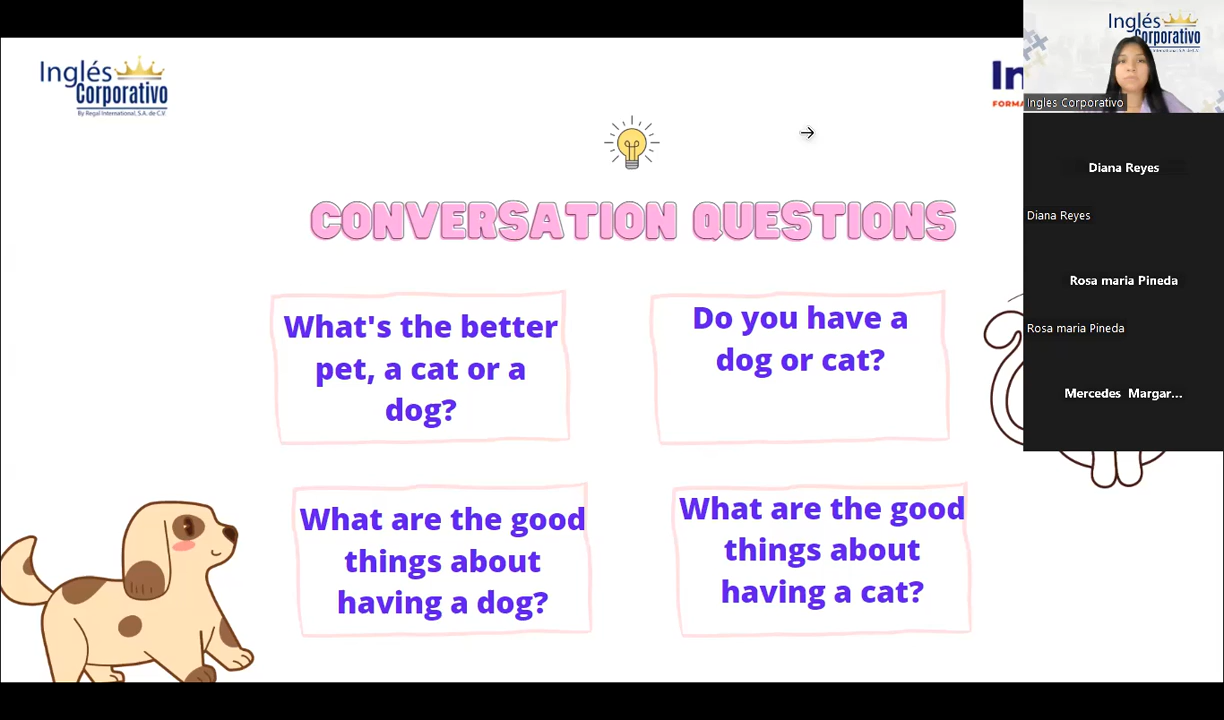 Inglés
Corporativo
By Regal International, S.A. de C.V.
In
FORMA
CONVERSATION QUESTIONS
What's the better
pet, a cat or a
dog?
Do you have a
dog or cat?
What are the good
things about
having a dog?
What are the good
things about
having a cat?
Inglés
Corporativo
Ingles Corporativo
Diana Reyes
Diana Reyes
Rosa maria Pineda
Rosa maria Pineda
Mercedes Margar...